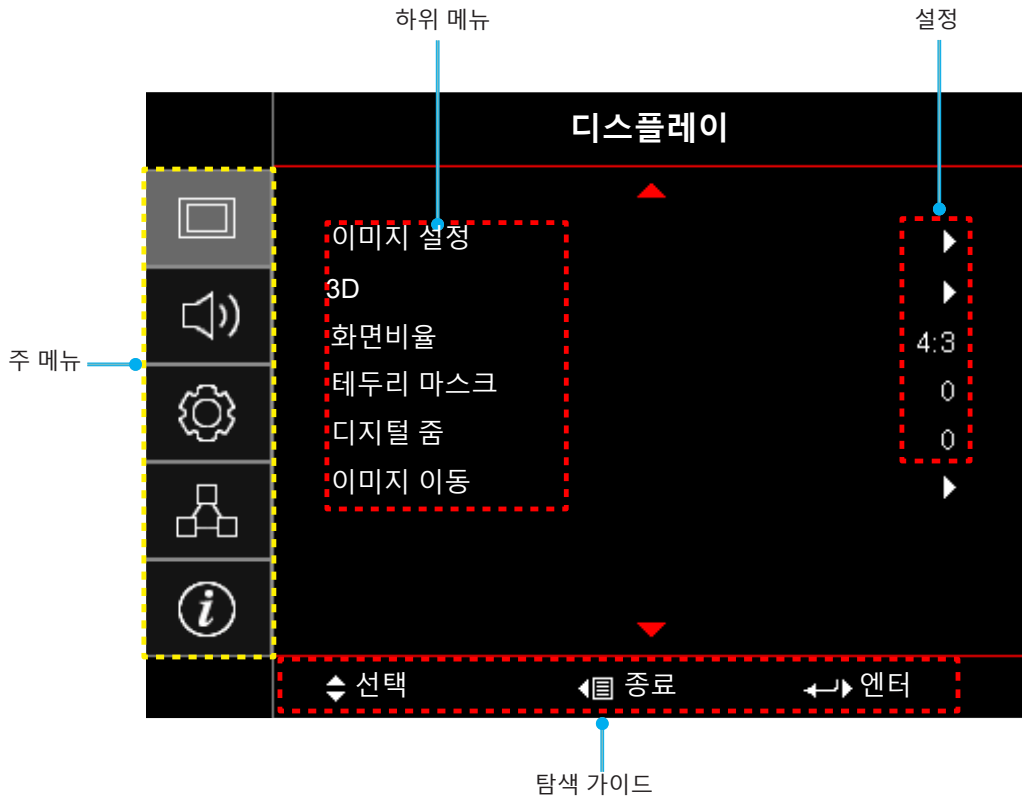 하위 메뉴 설정
디스플레이
이미지 설정
3D
화면비율 4:3
주 메뉴
테두리 마스크 0
디지털 줌 0
이미지 이동
i
선택 종료 엔터
탐색 가이드